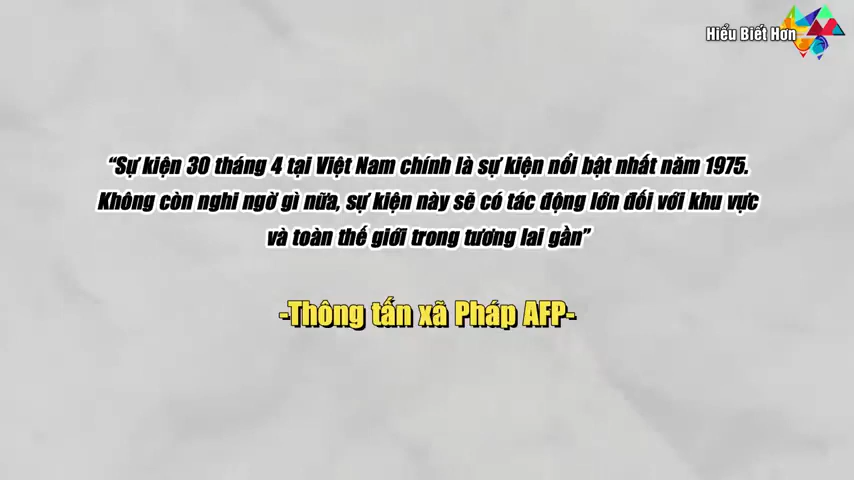 Hiểu Biết Hơn
“Sự kiện 30 tháng 4 tại Việt Nam chính là sự kiện nổi bật nhất năm 1975.
Không còn nghi ngờ gì nữa, sự kiện này sẽ có tác động lớn đối với khu vực
và toàn thế giới trong tương lai gần”
-Thông tấn xã Pháp AFP-